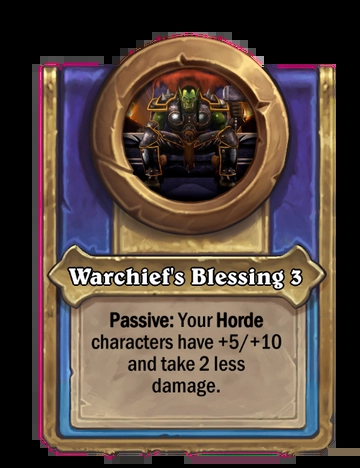 Warchief's Blessing 3
Passive: Your Horde
characters have +5/+10
and take 2 less
damage.